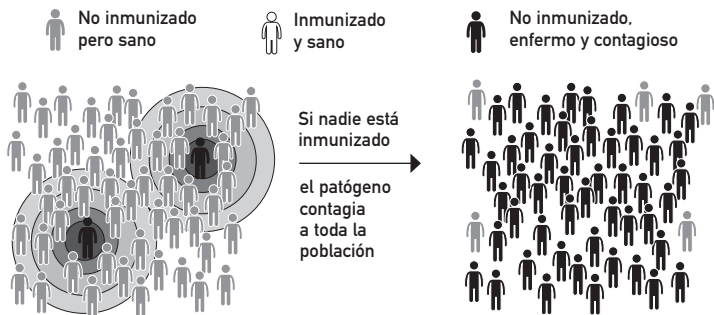 No inmunizado
pero sano
Inmunizado
y sano
No inmunizado,
enfermo y contagioso
Si nadie está
inmunizado
el patógeno
contagia
a toda la
población